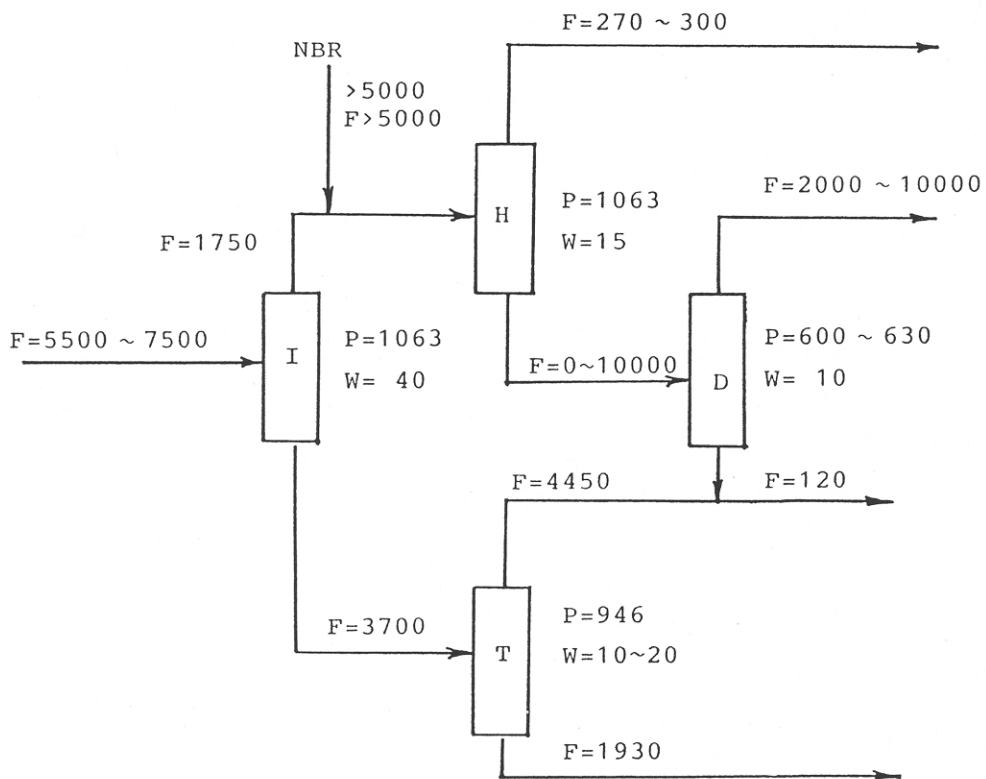 F=270 ~ 300
NBR
>5000
F>5000
F=2000 ~ 10000
H
P=1063
W=15
F=1750
F=5500 ~ 7500
I
P=1063
W= 40
F=0~10000
D
P=600 ~ 630
W= 10
F=4450
F=120
F=3700
T
P=946
W=10~20
F=1930